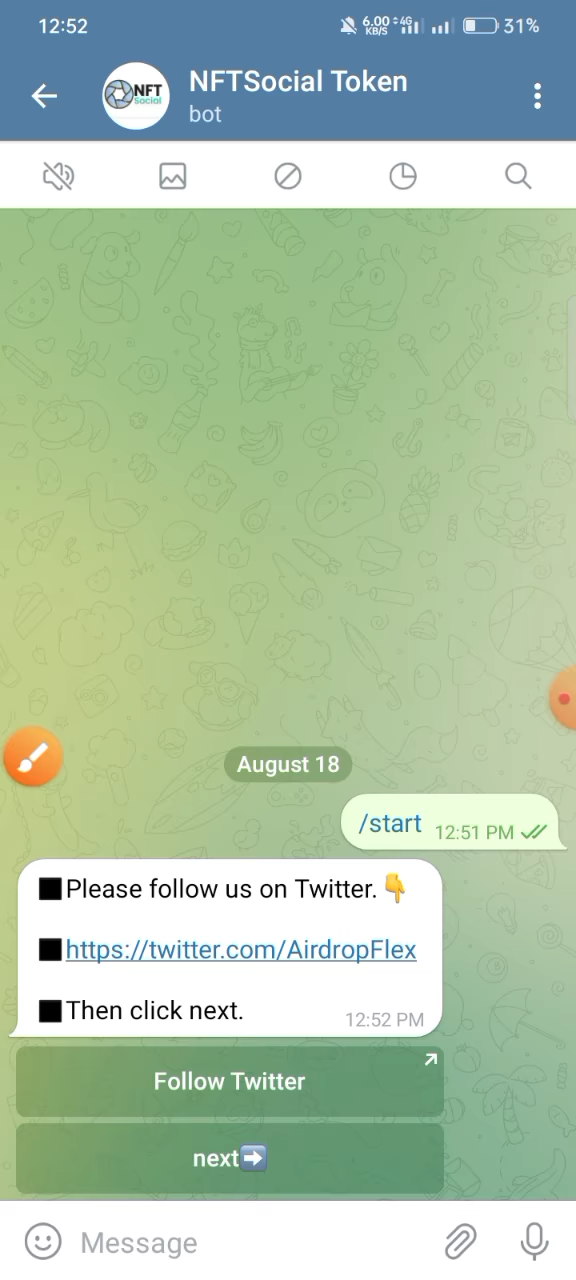 12:52 6.00 KB/S 4G 31%
NFT Social
NFTSocial Token
bot
August 18
/start 12:51 PM
Please follow us on Twitter.👇
https://twitter.com/AirdropFlex
Then click next. 12:52 PM
Follow Twitter
next➡️
Message